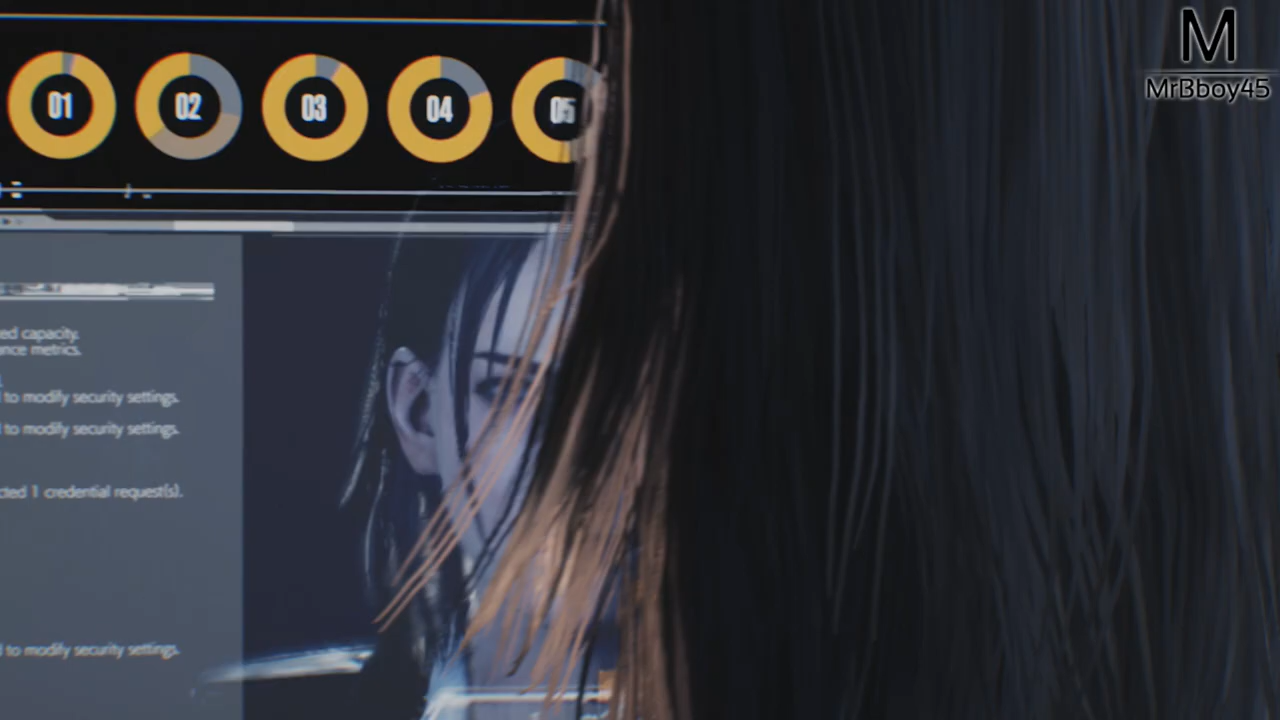 M
MrBboy45
01 02 03 04 05
ed capacity.
ance metrics.
to modify security settings.
to modify security settings.
cted 1 credential request(s).
to modify security settings.